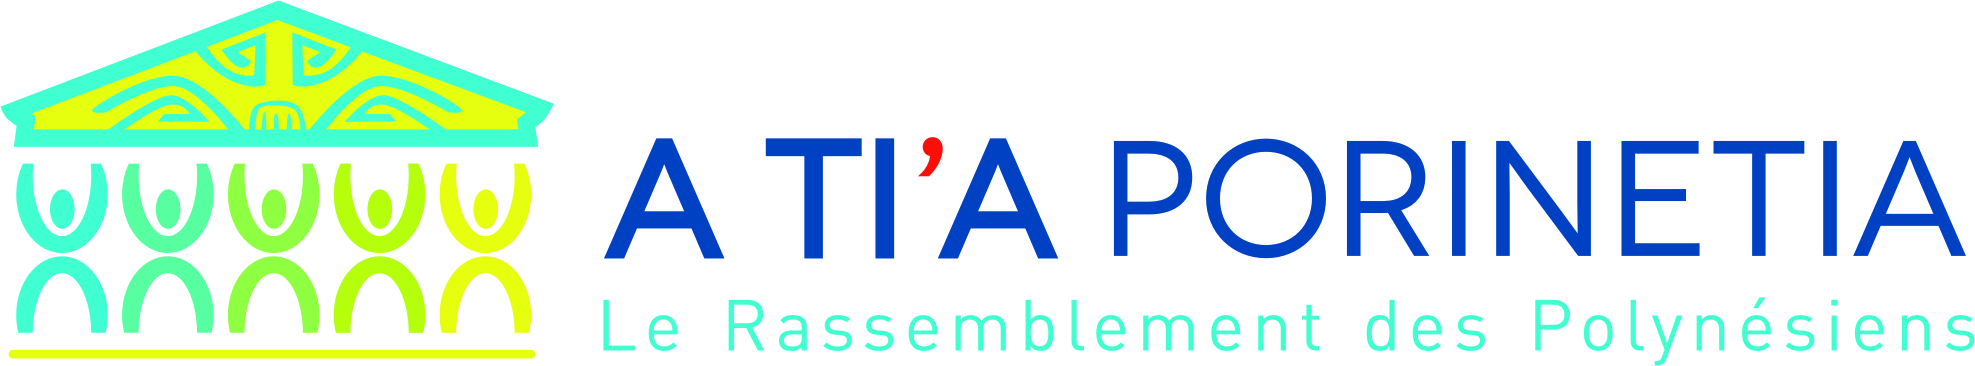 A TI'A PORINETIA
Le Rassemblement des Polynésiens